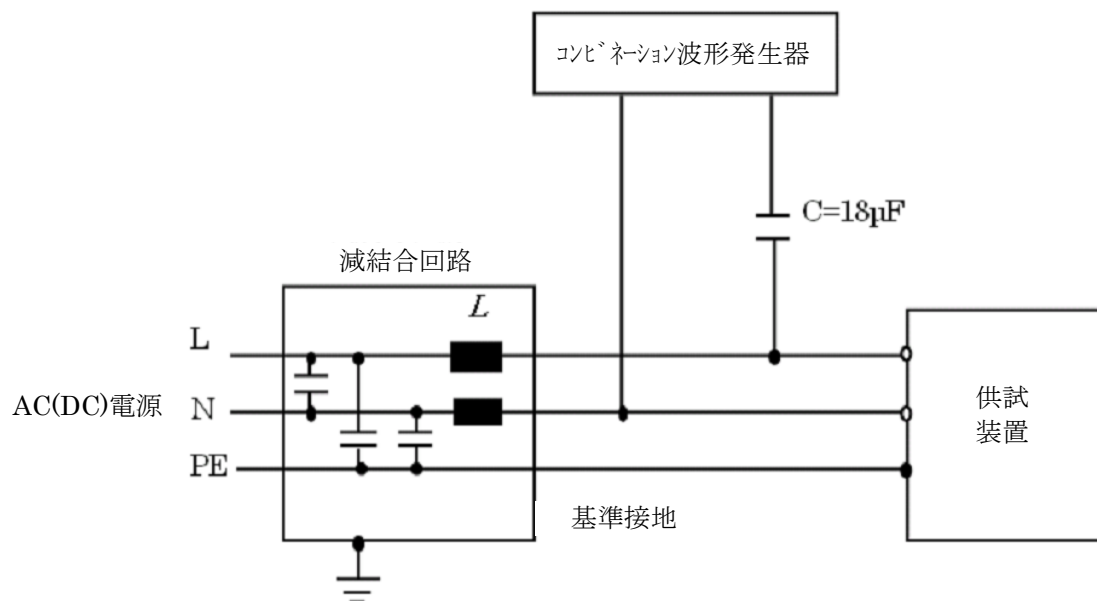 コンビネーション波形発生器
C=18μF
減結合回路
L
L
AC(DC)電源
N
PE
基準接地
供試
装置